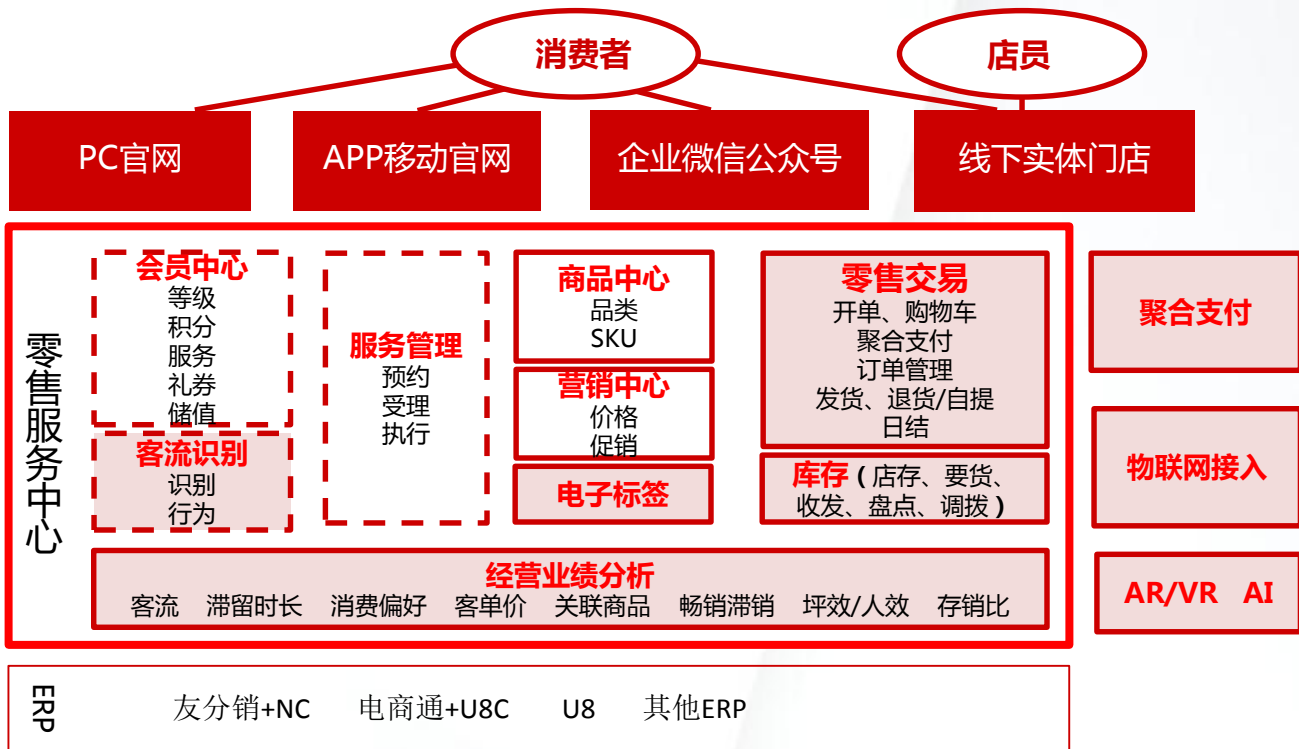 消费者
店员
PC官网
APP移动官网
企业微信公众号
线下实体门店
零售服务中心
会员中心
等级
积分
服务
礼券
储值
客流识别
识别
行为
服务管理
预约
受理
执行
商品中心
品类
SKU
营销中心
价格
促销
电子标签
零售交易
开单、购物车
聚合支付
订单管理
发货、退货/自提
日结
库存（店存、要货、
收发、盘点、调拨）
经营业绩分析
客流 滞留时长 消费偏好 客单价 关联商品 畅销滞销 坪效/人效 存销比
聚合支付
物联网接入
AR/VR AI
ERP
友分销+NC 电商通+U8C U8 其他ERP